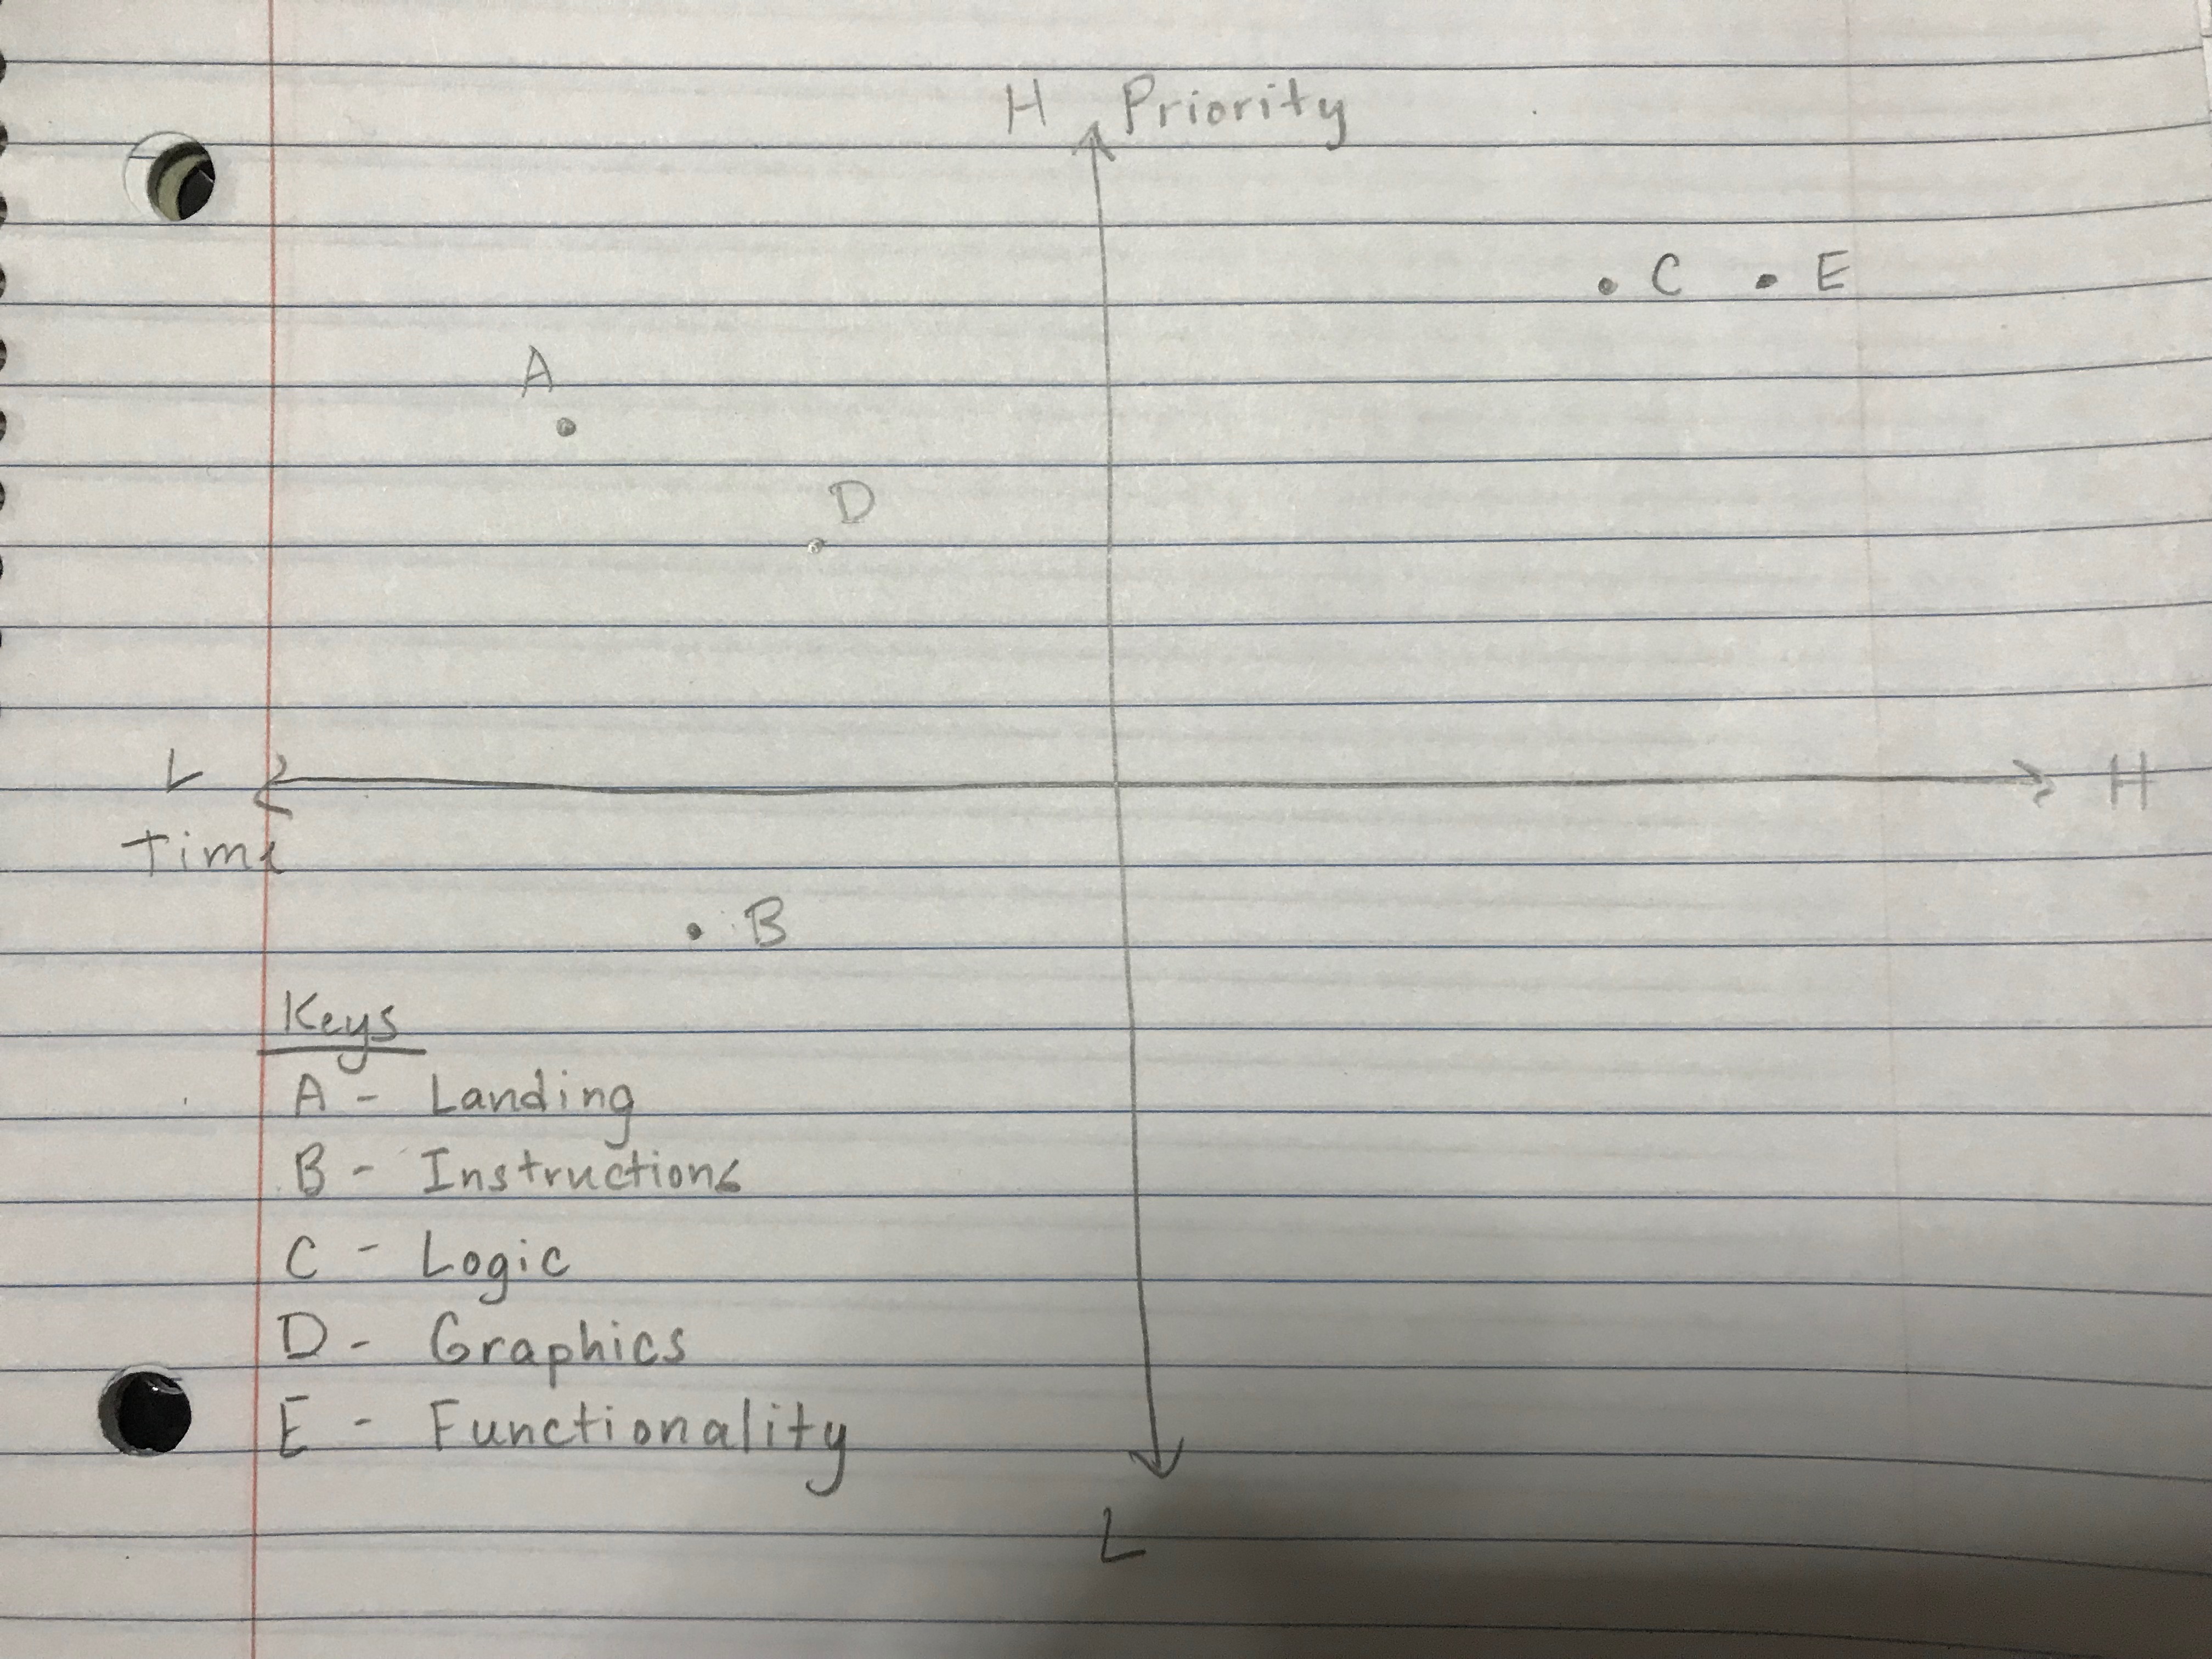 H Priority
C E
A
D
L H
Time
B
Keys
A - Landing
B - Instructions
C - Logic
D - Graphics
E - Functionality
L